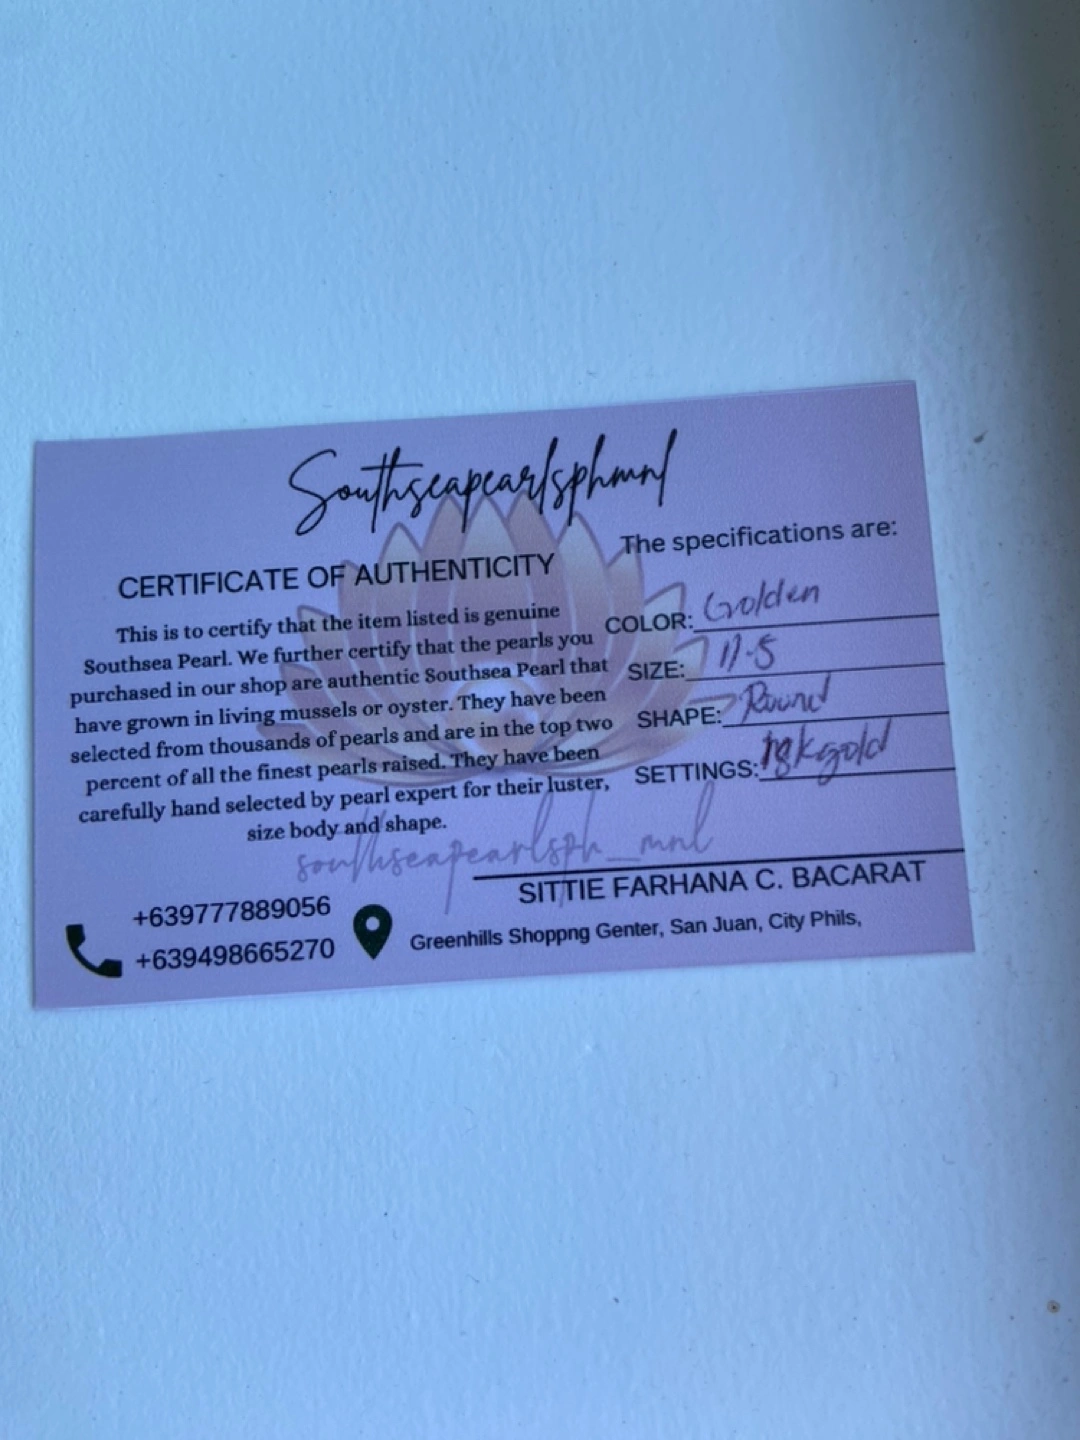 Southseapearlsphmnl
CERTIFICATE OF AUTHENTICITY
This is to certify that the item listed is genuine
Southsea Pearl. We further certify that the pearls you
purchased in our shop are authentic Southsea Pearl that
have grown in living mussels or oyster. They have been
selected from thousands of pearls and are in the top two
percent of all the finest pearls raised. They have been
carefully hand selected by pearl expert for their luster,
size body and shape.
The specifications are:
COLOR: Golden
SIZE: 11.5
SHAPE: Round
SETTINGS: 18k gold
southseapearlsph_mnl
SITTIE FARHANA C. BACARAT
+639777889056
+639498665270
Greenhills Shoppng Genter, San Juan, City Phils,